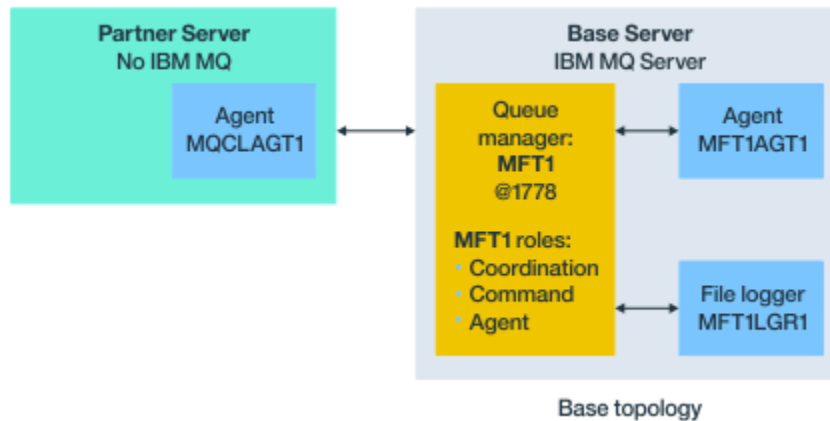 Partner Server
No IBM MQ
Agent
MQCLAGT1
Base Server
IBM MQ Server
Queue
manager:
MFT1
@1778
MFT1 roles:
• Coordination
• Command
• Agent
Agent
MFT1AGT1
File logger
MFT1LGR1
Base topology